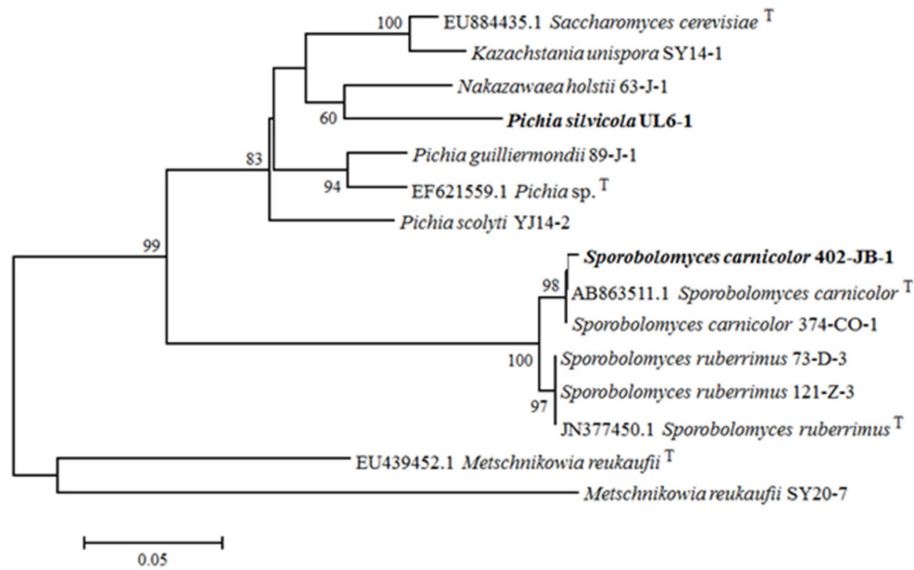 100
EU884435.1 Saccharomyces cerevisiae T
Kazachstania unispora SY14-1
Nakazawaea holstii 63-J-1
60
Pichia silvicola UL6-1
83
Pichia guilliermondii 89-J-1
94
EF621559.1 Pichia sp. T
Pichia scolyti YJ14-2
99
Sporobolomyces carnicolor 402-JB-1
98
AB863511.1 Sporobolomyces carnicolor T
Sporobolomyces carnicolor 374-CO-1
100
Sporobolomyces ruberrimus 73-D-3
Sporobolomyces ruberrimus 121-Z-3
97
JN377450.1 Sporobolomyces ruberrimus T
EU439452.1 Metschnikowia reukaufii T
Metschnikowia reukaufii SY20-7
0.05